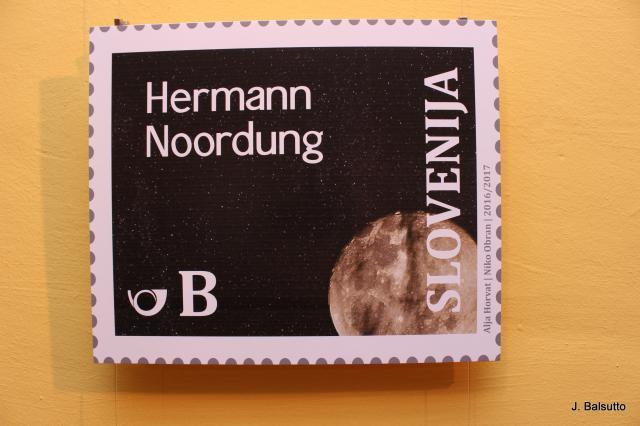 Hermann
Noordung
SLOVENIJA
B
Alja Horvat | Niko Obran | 2016/2017
J. Balsutto